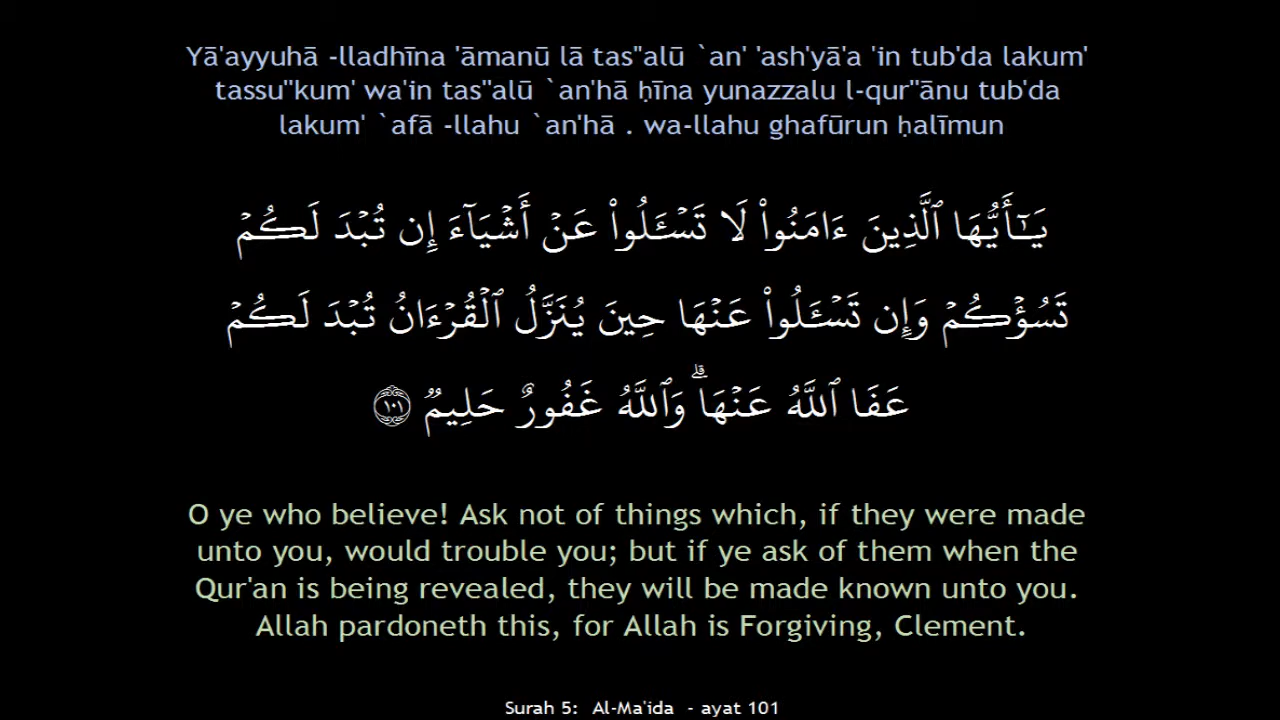 Yā'ayyuhā -lladhīna 'āmanū lā tas"alū `an' 'ash'yā'a 'in tub'da lakum'
tassu"kum' wa'in tas"alū `an'hā ḥīna yunazzalu l-qur"ānu tub'da
lakum' `afā -llahu `an'hā . wa-llahu ghafūrun ḥalīmun
يَـٰٓأَيُّهَا ٱلَّذِينَ ءَامَنُوا۟ لَا تَسْـَٔلُوا۟ عَنْ أَشْيَآءَ إِن تُبْدَ لَكُمْ
تَسُؤْكُمْ وَإِن تَسْـَٔلُوا۟ عَنْهَا حِينَ يُنَزَّلُ ٱلْقُرْءَانُ تُبْدَ لَكُمْ
عَفَا ٱللَّهُ عَنْهَا ۗ وَٱللَّهُ غَفُورٌ حَلِيمٌ ١٠١
O ye who believe! Ask not of things which, if they were made
unto you, would trouble you; but if ye ask of them when the
Qur'an is being revealed, they will be made known unto you.
Allah pardoneth this, for Allah is Forgiving, Clement.
Surah 5: Al-Ma'ida - ayat 101